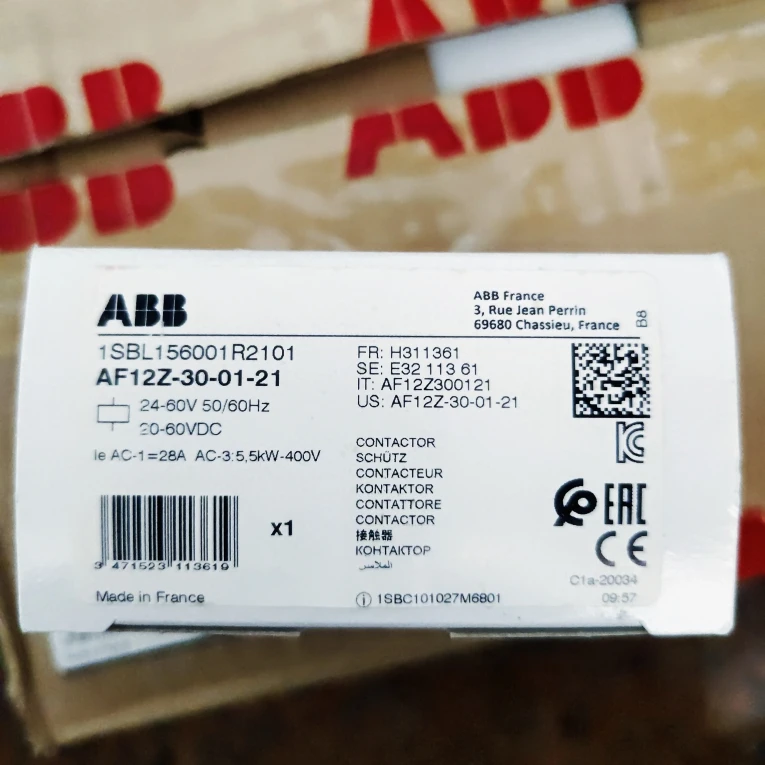 ABB
ABB
ABB
ABB
ABB
ABB France
3, Rue Jean Perrin
69680 Chassieu, France
B8
1SBL156001R2101
AF12Z-30-01-21
24-60V 50/60Hz
20-60VDC
Ie AC-1=28A AC-3:5,5kW-400V
FR: H311361
SE: E32 113 61
IT: AF12Z300121
US: AF12Z-30-01-21
CONTACTOR
SCHÜTZ
CONTACTEUR
KONTAKTOR
CONTATTORE
CONTACTOR
接触器
КОНТАКТОР
الملامس
x1
3 471523 113619
Made in France
1SBC101027M6801
EAC
CE
C1a-20034
09:57